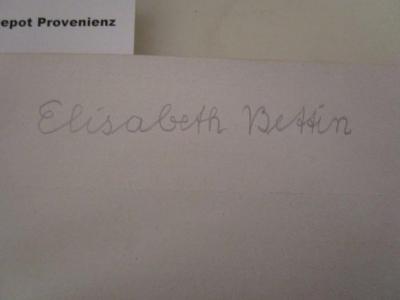 epot Provenienz
Elisabeth Bettin